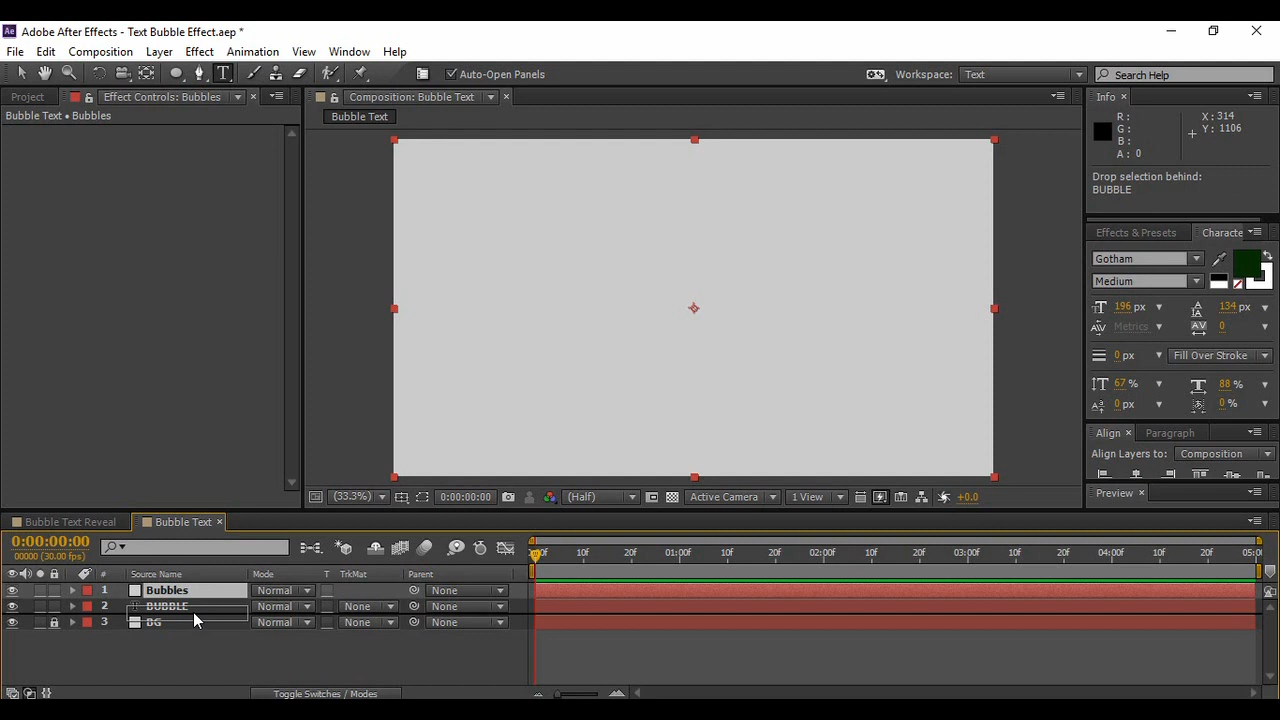 Adobe After Effects - Text Bubble Effect.aep *
File Edit Composition Layer Effect Animation View Window Help
Auto-Open Panels Workspace: Text Search Help
Project Effect Controls: Bubbles Composition: Bubble Text Info
Bubbles Text • Bubbles Bubble Text
R: X: 314
G: Y: 1106
B:
A: 0
Drop selection behind:
BUBBLE
Effects & Presets Characte
Gotham
Medium
196 px 134 px
Metrics 0
0 px Fill Over Stroke
67 % 88 %
0 px 0 %
Align Paragraph
Align Layers to: Composition
Preview
(33.3%) 0:00:00:00 (Half) Active Camera 1 View +0.0
Bubble Text Reveal Bubble Text
0:00:00:00
00000 (30.00 fps)
10f 20f 01:00f 10f 20f 02:00f 10f 20f 03:00f 10f 20f 04:00f 10f 20f 05:0
# Source Name Mode T TrkMat Parent
1 Bubbles Normal None
2 BUBBLE Normal None None
3 BG Normal None None
Toggle Switches / Modes